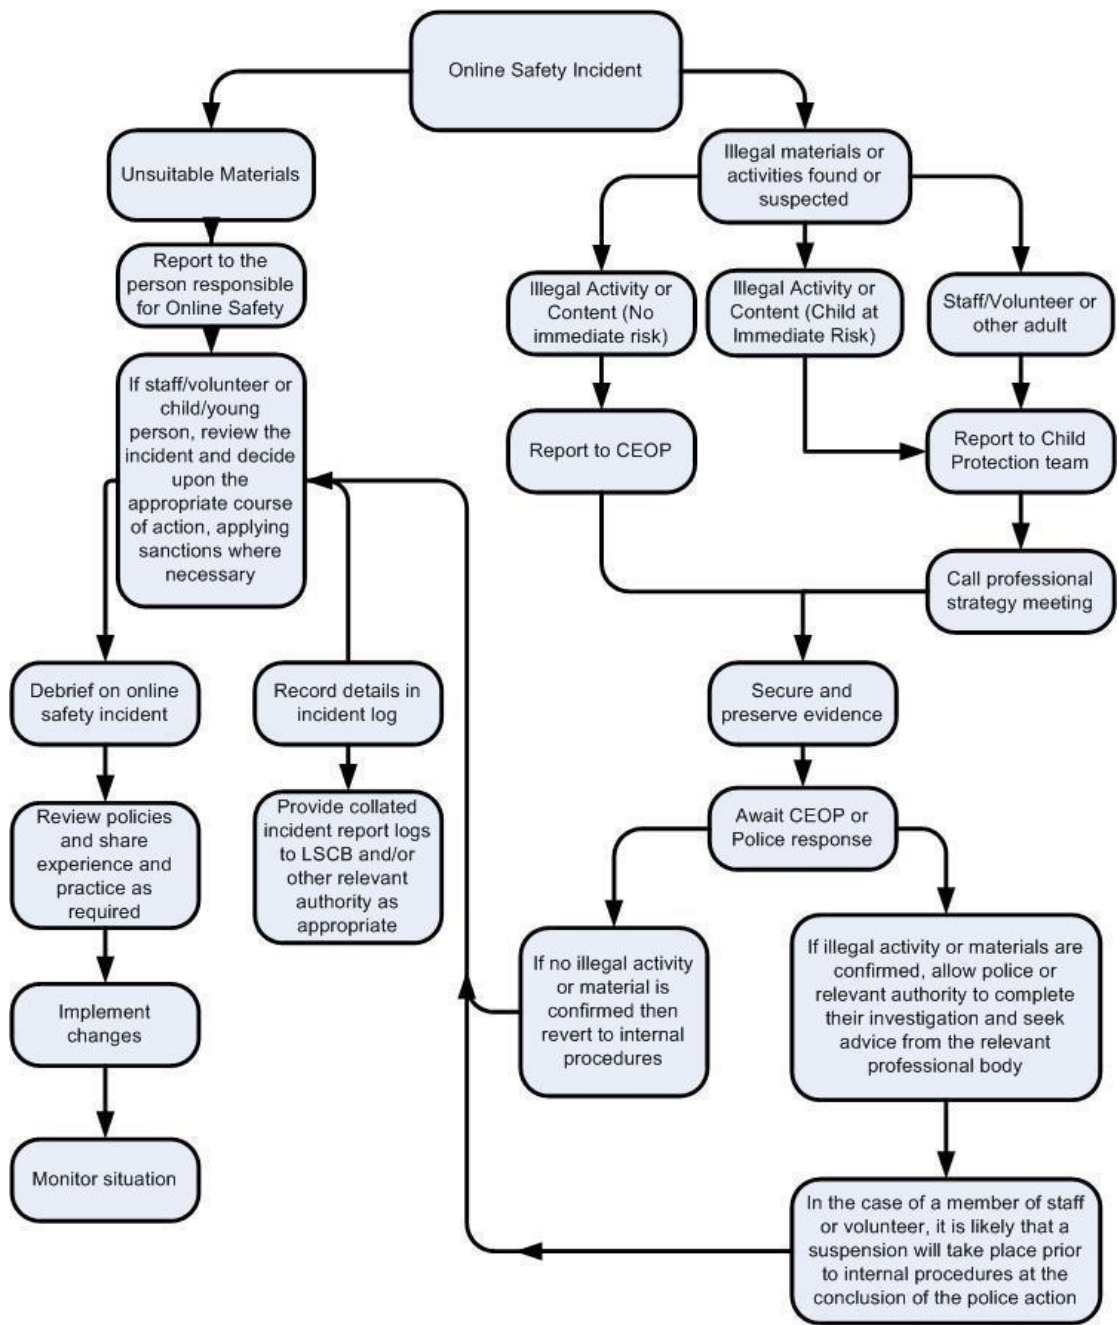 Online Safety Incident
Unsuitable Materials
Report to the
person responsible
for Online Safety
If staff/volunteer or
child/young
person, review the
incident and decide
upon the
appropriate course
of action, applying
sanctions where
necessary
Debrief on online
safety incident
Review policies
and share
experience and
practice as
required
Implement
changes
Monitor situation
Record details in
incident log
Provide collated
incident report logs
to LSCB and/or
other relevant
authority as
appropriate
Illegal materials or
activities found or
suspected
Illegal Activity or
Content (No
immediate risk)
Report to CEOP
Illegal Activity or
Content (Child at
Immediate Risk)
Staff/Volunteer or
other adult
Report to Child
Protection team
Call professional
strategy meeting
Secure and
preserve evidence
Await CEOP or
Police response
If no illegal activity
or material is
confirmed then
revert to internal
procedures
If illegal activity or materials are
confirmed, allow police or
relevant authority to complete
their investigation and seek
advice from the relevant
professional body
In the case of a member of staff
or volunteer, it is likely that a
suspension will take place prior
to internal procedures at the
conclusion of the police action